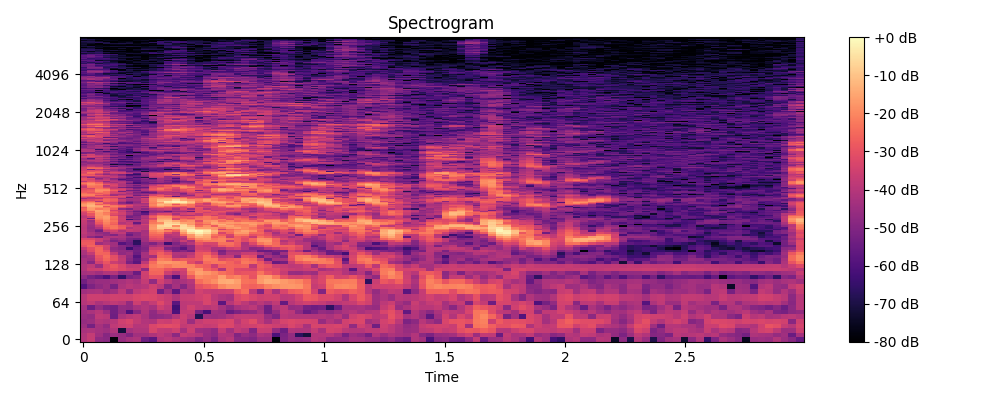 Spectrogram
4096
2048
1024
512
256
128
64
0
Hz
0
0.5
1
1.5
2
2.5
Time
+0 dB
-10 dB
-20 dB
-30 dB
-40 dB
-50 dB
-60 dB
-70 dB
-80 dB